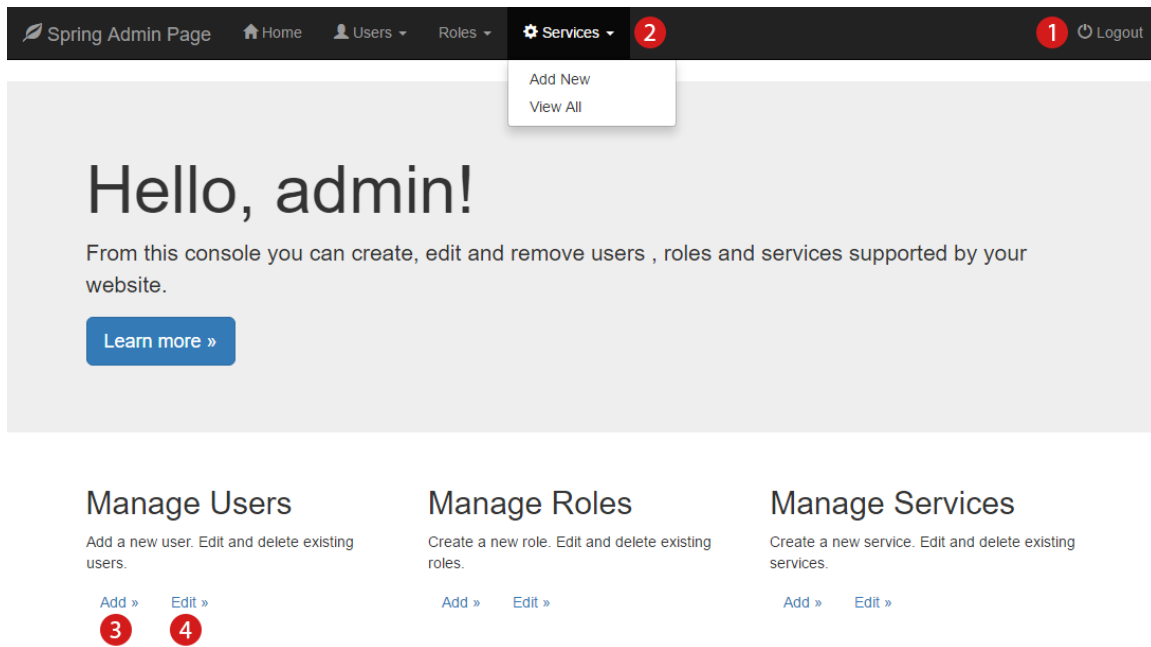 Spring Admin Page Home Users Roles Services 2 1 Logout
Add New
View All
Hello, admin!
From this console you can create, edit and remove users , roles and services supported by your
website.
Learn more »
Manage Users
Add a new user. Edit and delete existing
users.
Add » Edit »
3 4
Manage Roles
Create a new role. Edit and delete existing
roles.
Add » Edit »
Manage Services
Create a new service. Edit and delete existing
services.
Add » Edit »